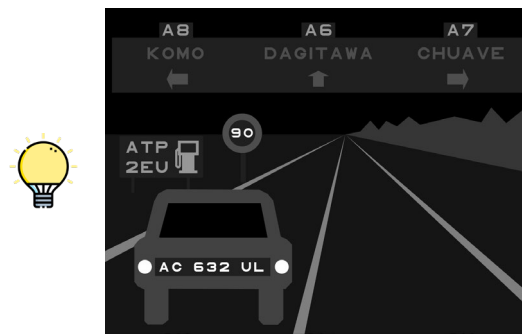 A8 A6 A7
KOMO DAGITAWA CHUAVE
90
ATP
2EU
AC 632 UL